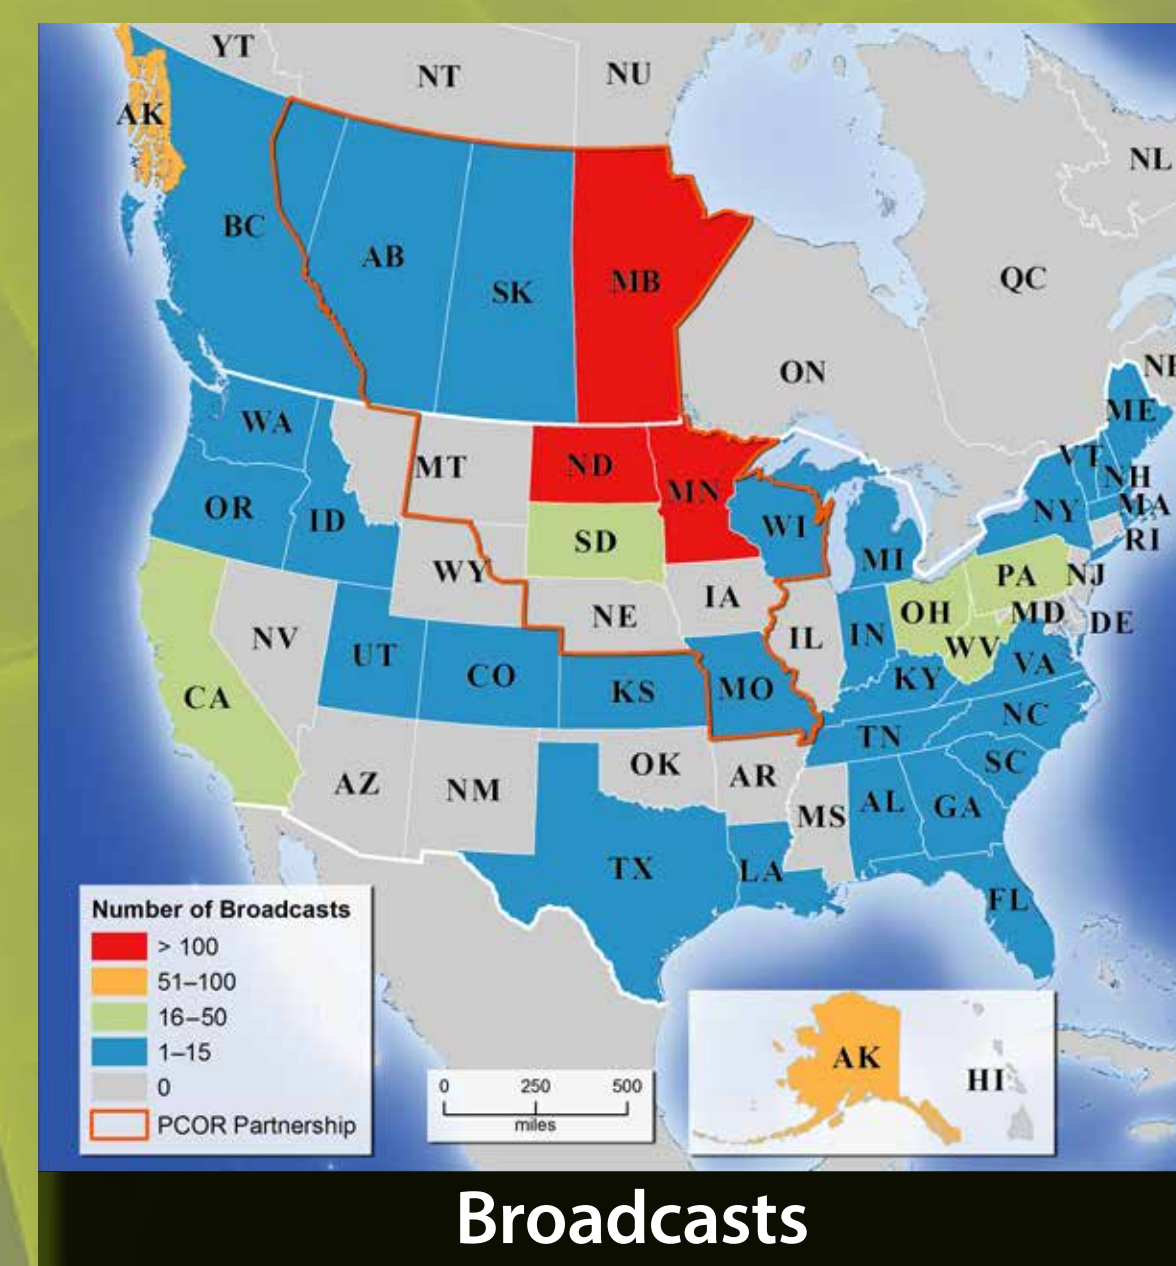 YT
NT
NU
AK
NL
BC
AB
SK
MB
QC
ON
WA
MT
ND
MN
ME
VT
NH
OR
ID
WI
NY
MA
RI
SD
MI
WY
PA
NJ
IA
NE
OH
MD
DE
NV
IL
IN
WV
UT
CO
VA
KS
MO
KY
CA
NC
TN
SC
OK
AR
AZ
NM
MS
AL
GA
TX
LA
FL
Number of Broadcasts
> 100
51–100
16–50
1–15
0
PCOR Partnership
0 250 500
miles
AK
HI
Broadcasts